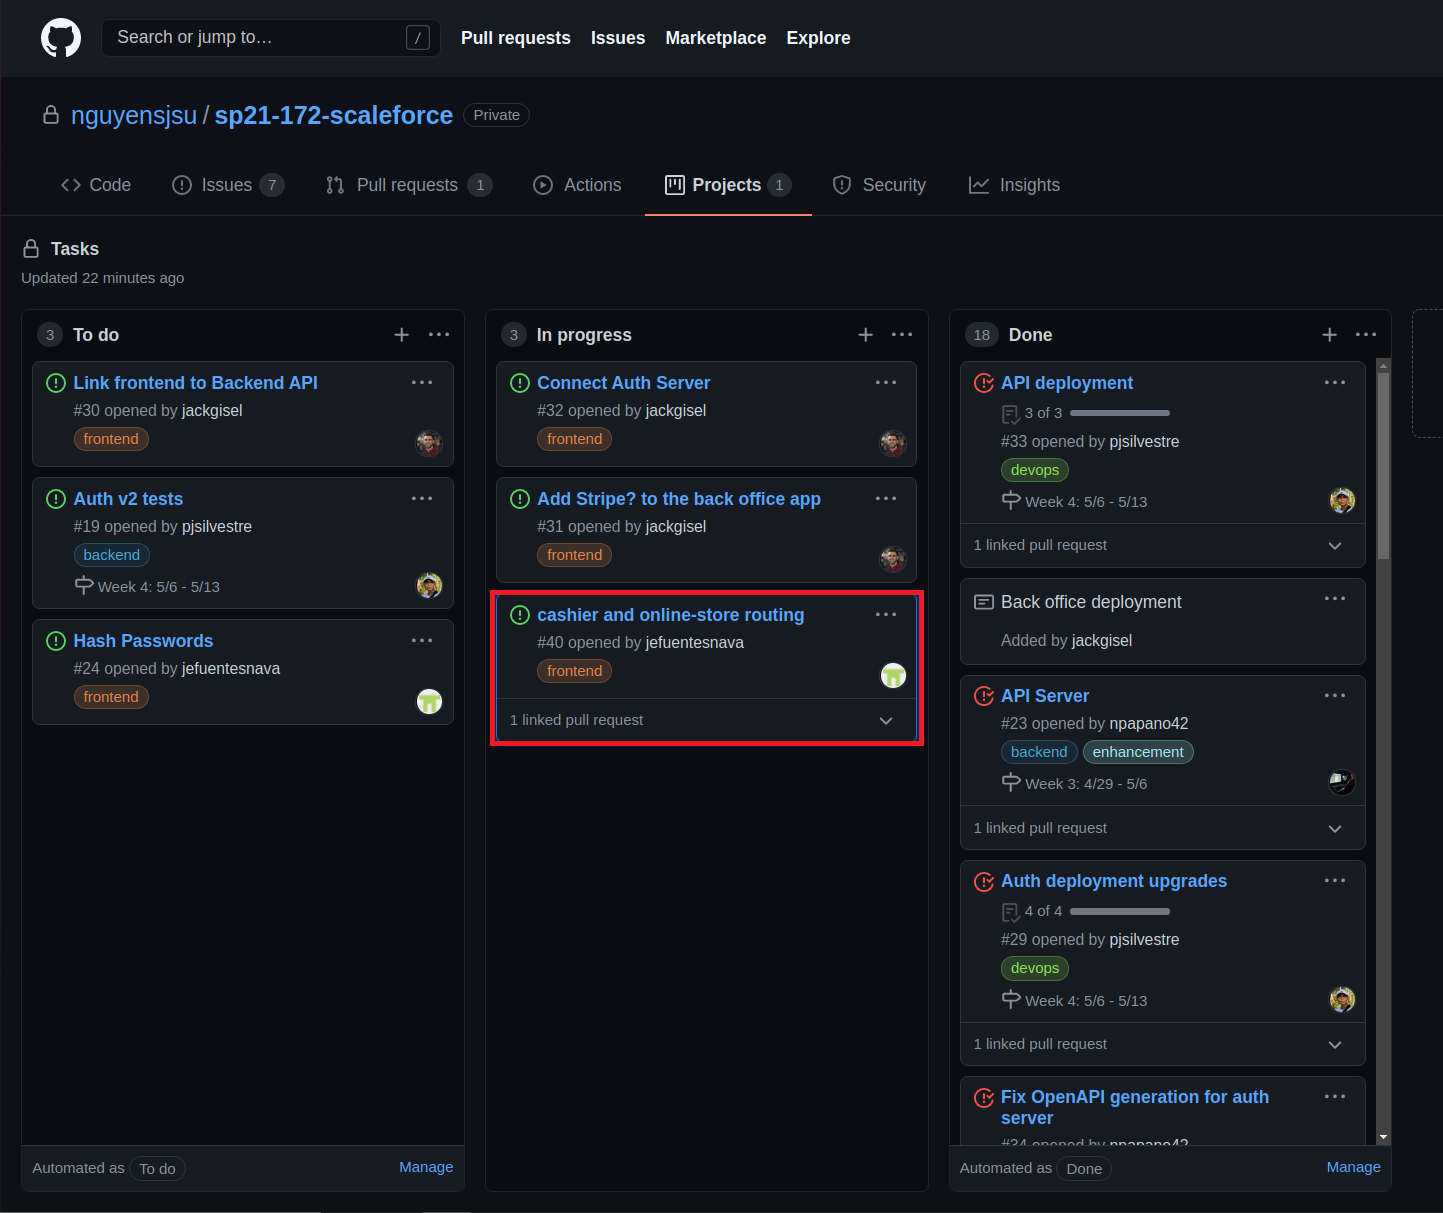 Search or jump to…
/
Pull requests
Issues
Marketplace
Explore
nguyensjsu / sp21-172-scaleforce
Private
Code
Issues 7
Pull requests 1
Actions
Projects 1
Security
Insights
Tasks
Updated 22 minutes ago
3 To do
Link frontend to Backend API
#30 opened by jackgisel
frontend
Auth v2 tests
#19 opened by pjsilvestre
backend
Week 4: 5/6 - 5/13
Hash Passwords
#24 opened by jefuentesnava
frontend
Automated as To do
Manage
3 In progress
Connect Auth Server
#32 opened by jackgisel
frontend
Add Stripe? to the back office app
#31 opened by jackgisel
frontend
cashier and online-store routing
#40 opened by jefuentesnava
frontend
1 linked pull request
18 Done
API deployment
3 of 3
#33 opened by pjsilvestre
devops
Week 4: 5/6 - 5/13
1 linked pull request
Back office deployment
Added by jackgisel
API Server
#23 opened by npapano42
backend enhancement
Week 3: 4/29 - 5/6
1 linked pull request
Auth deployment upgrades
4 of 4
#29 opened by pjsilvestre
devops
Week 4: 5/6 - 5/13
1 linked pull request
Fix OpenAPI generation for auth
server
#34 opened by npapano42
Automated as Done
Manage